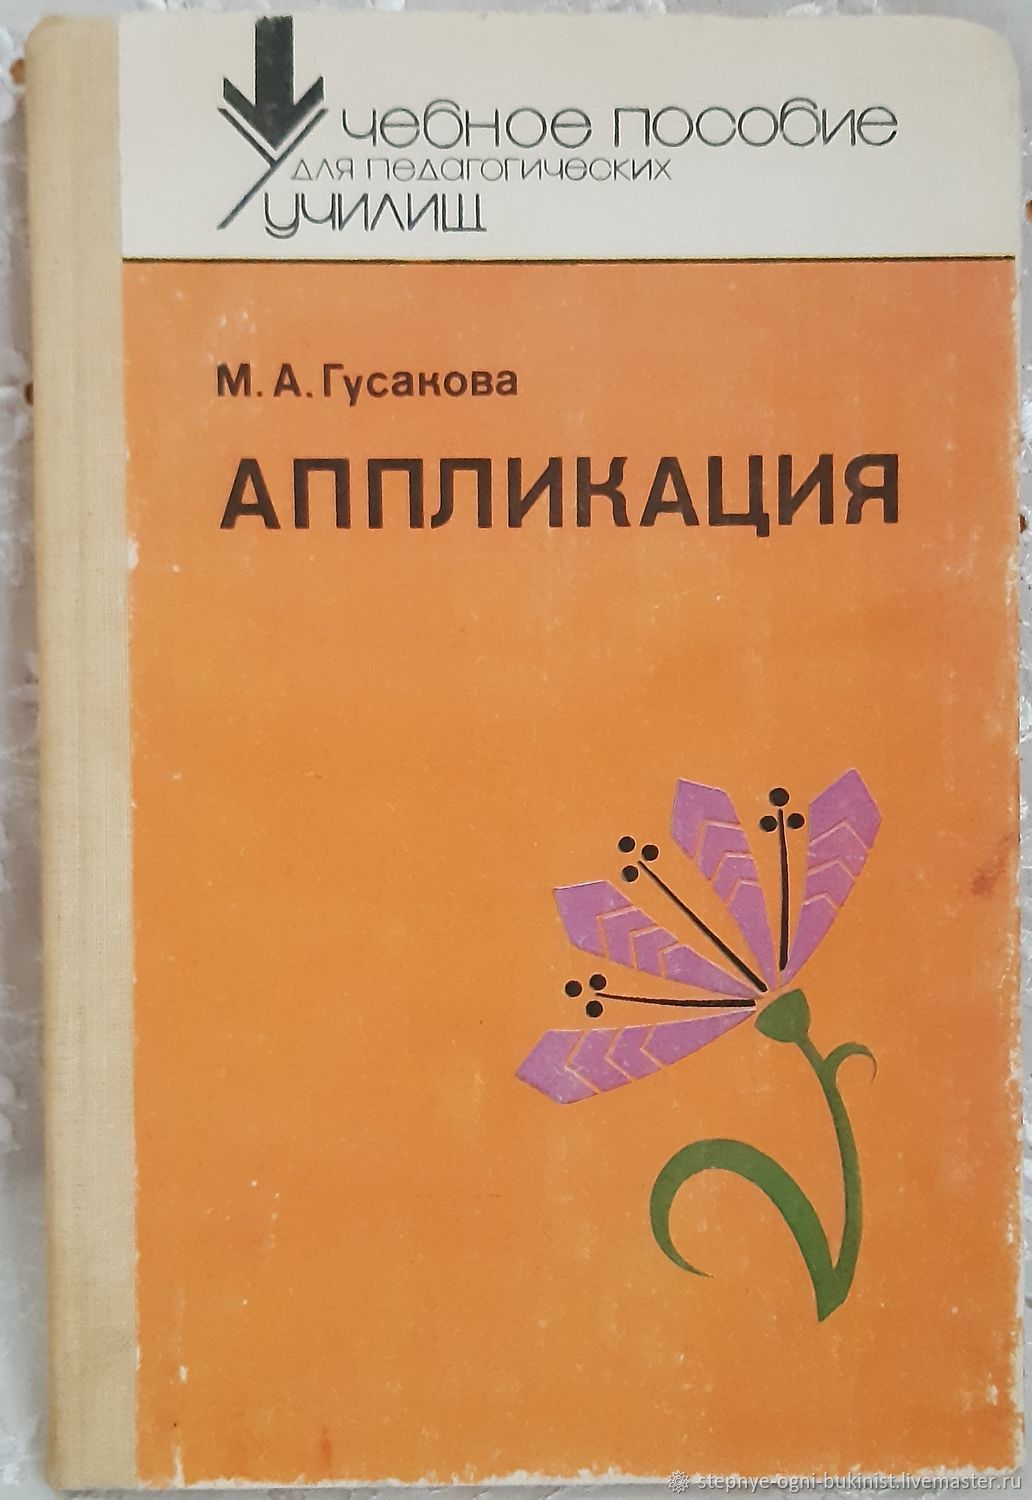 Учебное пособие
для педагогических
училищ
М. А. Гусакова
АППЛИКАЦИЯ
stepnye-ogni-bukinist.livemaster.ru